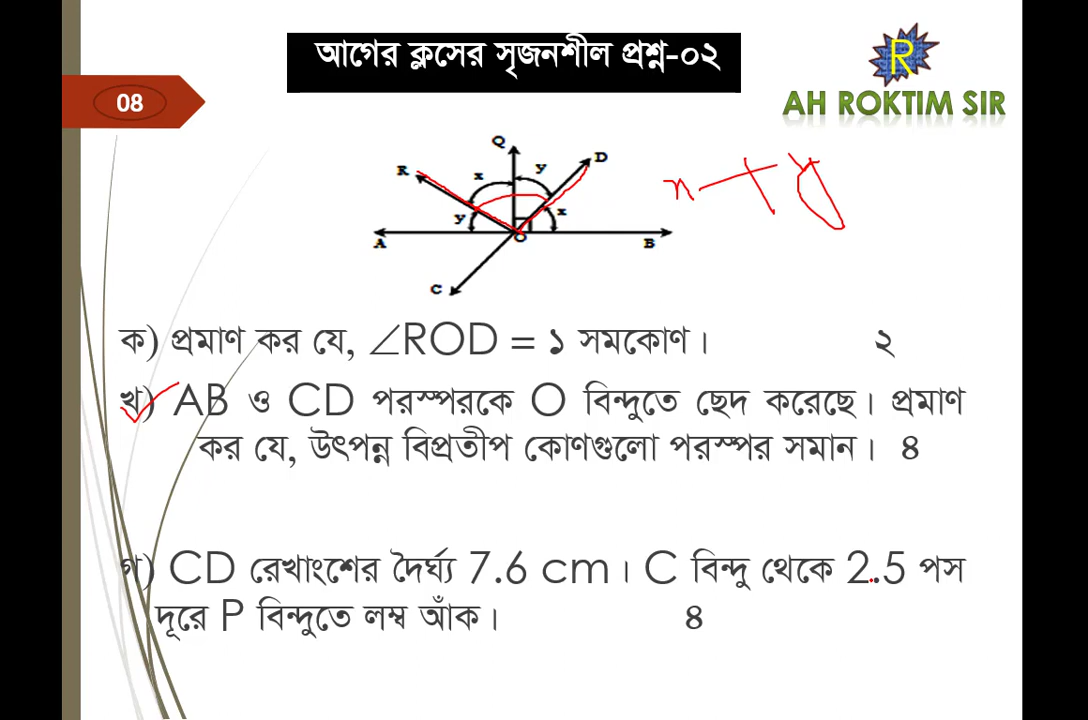 আগের ক্লসের সৃজনশীল প্রশ্ন-০২
R
08
AH ROKTIM SIR
Q
D
R
x
y
x + y
y
x
A
O
B
C
ক) প্রমাণ কর যে, ∠ROD = ১ সমকোণ। ২
খ) AB ও CD পরস্পরকে O বিন্দুতে ছেদ করেছে। প্রমাণ
কর যে, উৎপন্ন বিপ্রতীপ কোণগুলো পরস্পর সমান। ৪
গ) CD রেখাংশের দৈর্ঘ্য 7.6 cm। C বিন্দু থেকে 2.5 পস
দূরে P বিন্দুতে লম্ব আঁক। ৪